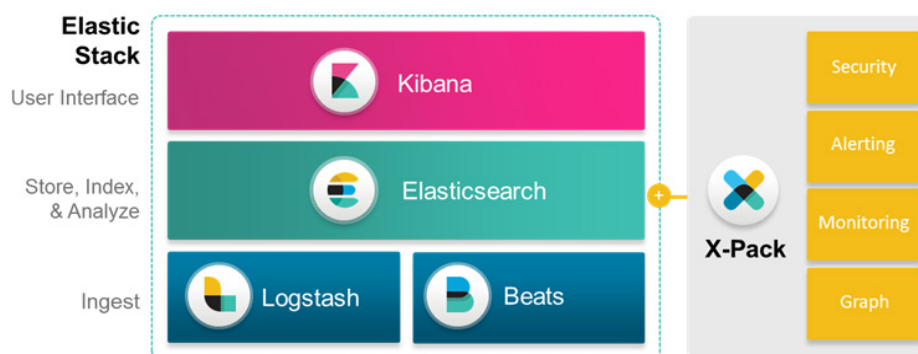 Elastic
Stack
User Interface
Kibana
Store, Index,
& Analyze
Elasticsearch
Ingest
Logstash
Beats
+
X-Pack
Security
Alerting
Monitoring
Graph